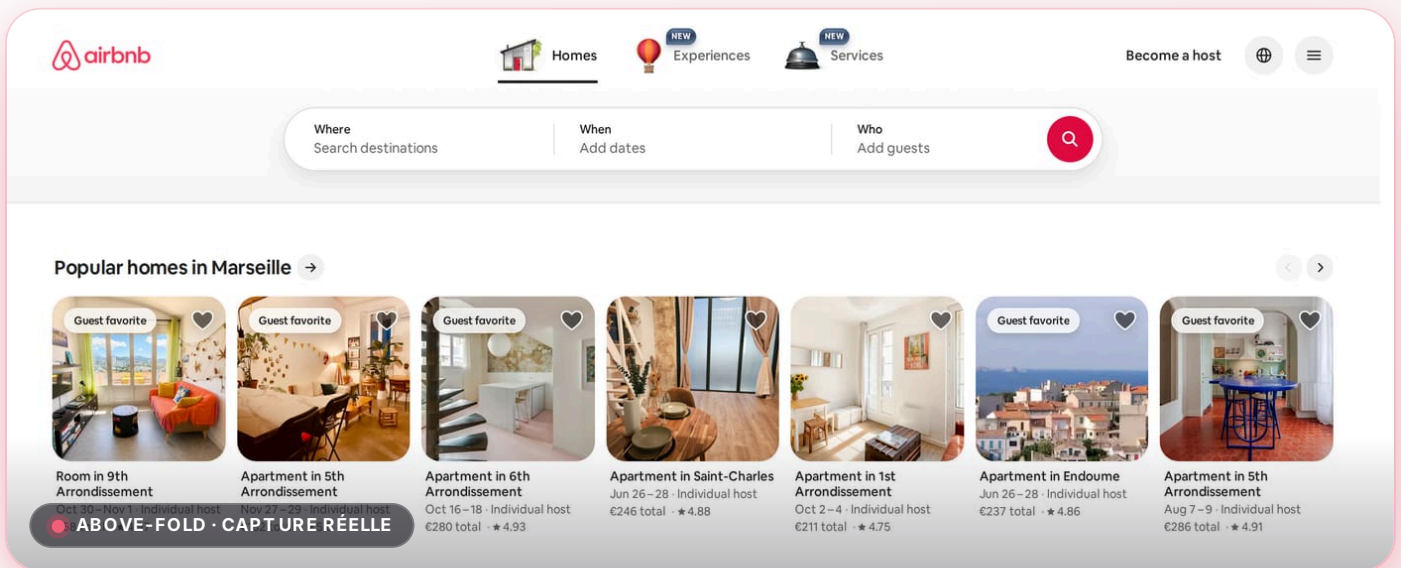 airbnb
Homes
NEW
Experiences
NEW
Services
Become a host
Where
Search destinations
When
Add dates
Who
Add guests
Popular homes in Marseille
Guest favorite
Guest favorite
Guest favorite
Guest favorite
Guest favorite
Room in 9th
Arrondissement
Oct 30 – Nov 1 · Individual host
Apartment in 5th
Arrondissement
Nov 27 – 29 · Individual host
Apartment in 6th
Arrondissement
Oct 16 – 18 · Individual host
€280 total · ★ 4.93
Apartment in Saint-Charles
Jun 26 – 28 · Individual host
€246 total · ★ 4.88
Apartment in 1st
Arrondissement
Oct 2 – 4 · Individual host
€211 total · ★ 4.75
Apartment in Endoume
Jun 26 – 28 · Individual host
€237 total · ★ 4.86
Apartment in 5th
Arrondissement
Aug 7 – 9 · Individual host
€286 total · ★ 4.91
ABOVE-FOLD · CAPTURE RÉELLE